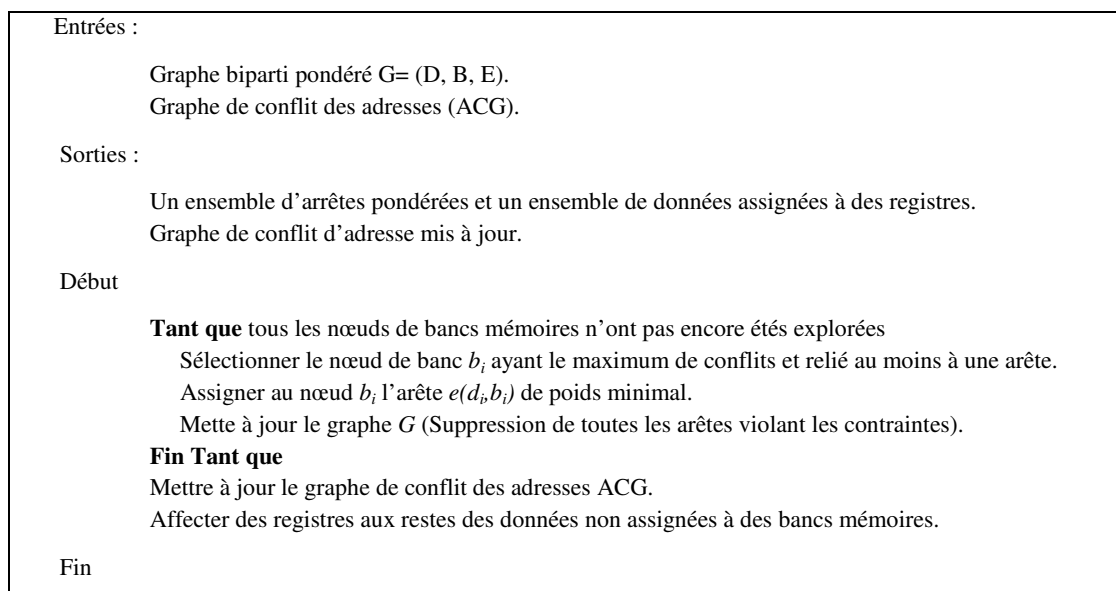 Entrées :
Graphe biparti pondéré G= (D, B, E).
Graphe de conflit des adresses (ACG).
Sorties :
Un ensemble d'arrêtes pondérées et un ensemble de données assignées à des registres.
Graphe de conflit d'adresse mis à jour.
Début
Tant que tous les nœuds de bancs mémoires n'ont pas encore étés explorées
Sélectionner le nœud de banc bi ayant le maximum de conflits et relié au moins à une arête.
Assigner au nœud bi l'arête e(di,bi) de poids minimal.
Mette à jour le graphe G (Suppression de toutes les arêtes violant les contraintes).
Fin Tant que
Mettre à jour le graphe de conflit des adresses ACG.
Affecter des registres aux restes des données non assignées à des bancs mémoires.
Fin